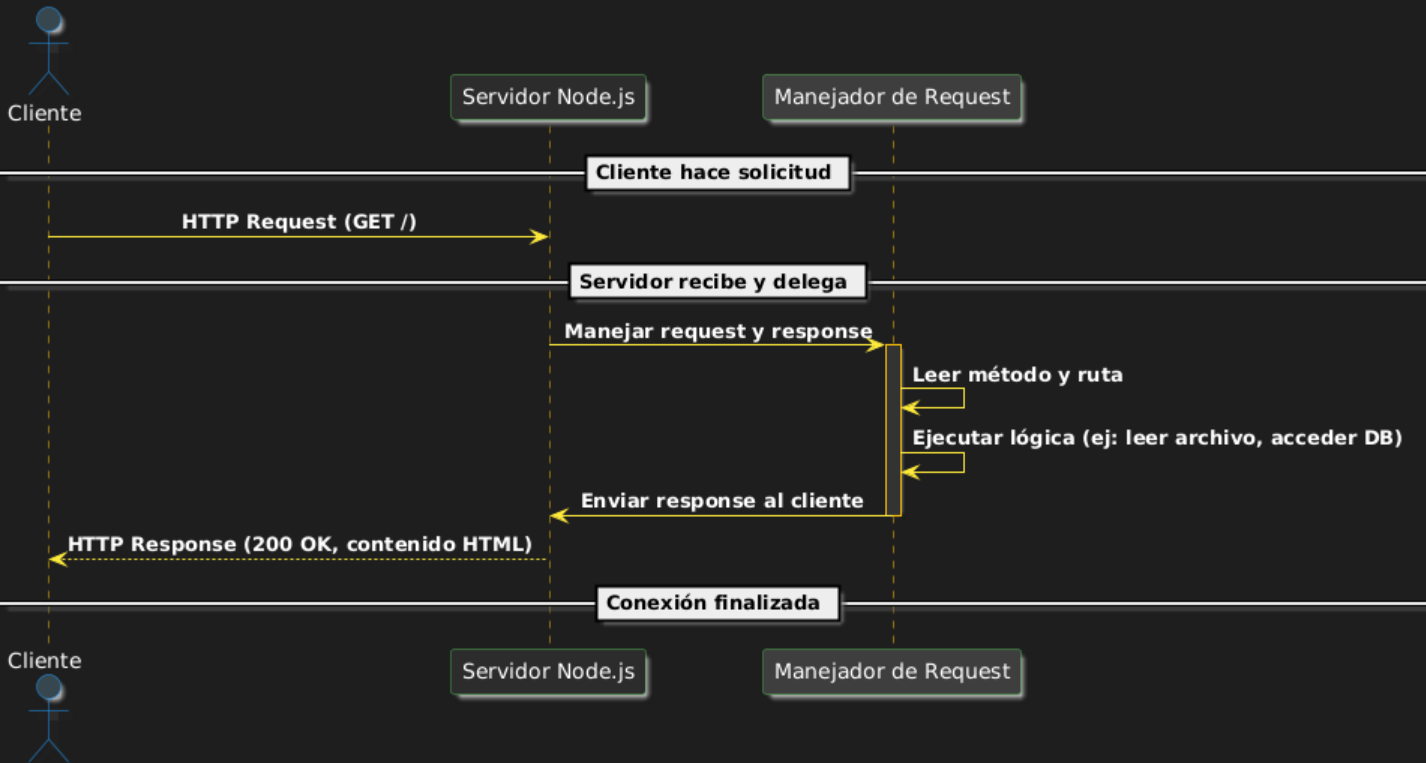 Cliente
Servidor Node.js
Manejador de Request
Cliente hace solicitud
HTTP Request (GET /)
Servidor recibe y delega
Manejar request y response
Leer método y ruta
Ejecutar lógica (ej: leer archivo, acceder DB)
Enviar response al cliente
HTTP Response (200 OK, contenido HTML)
Conexión finalizada
Cliente
Servidor Node.js
Manejador de Request